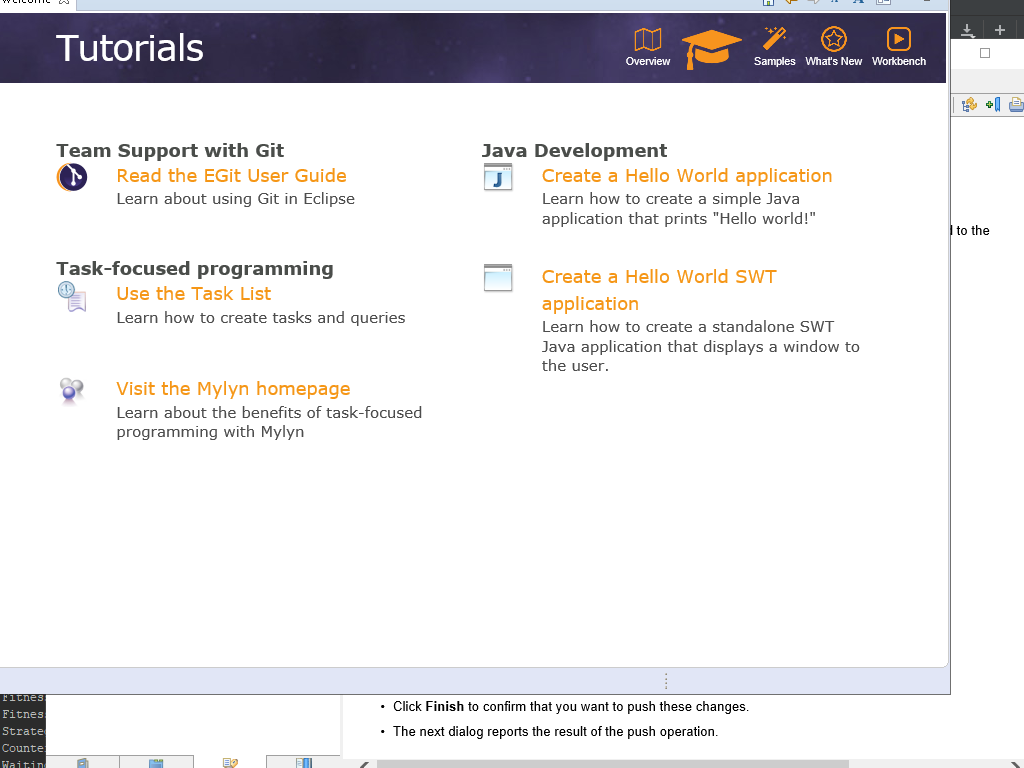 Welcome
Tutorials
Overview
Samples
What's New
Workbench
Team Support with Git
Read the EGit User Guide
Learn about using Git in Eclipse
Task-focused programming
Use the Task List
Learn how to create tasks and queries
Visit the Mylyn homepage
Learn about the benefits of task-focused
programming with Mylyn
Java Development
Create a Hello World application
Learn how to create a simple Java
application that prints "Hello world!"
Create a Hello World SWT
application
Learn how to create a standalone SWT
Java application that displays a window to
the user.
to the
Fitnes
Fitnes
Strate
Counte
Waitin
• Click Finish to confirm that you want to push these changes.
• The next dialog reports the result of the push operation.